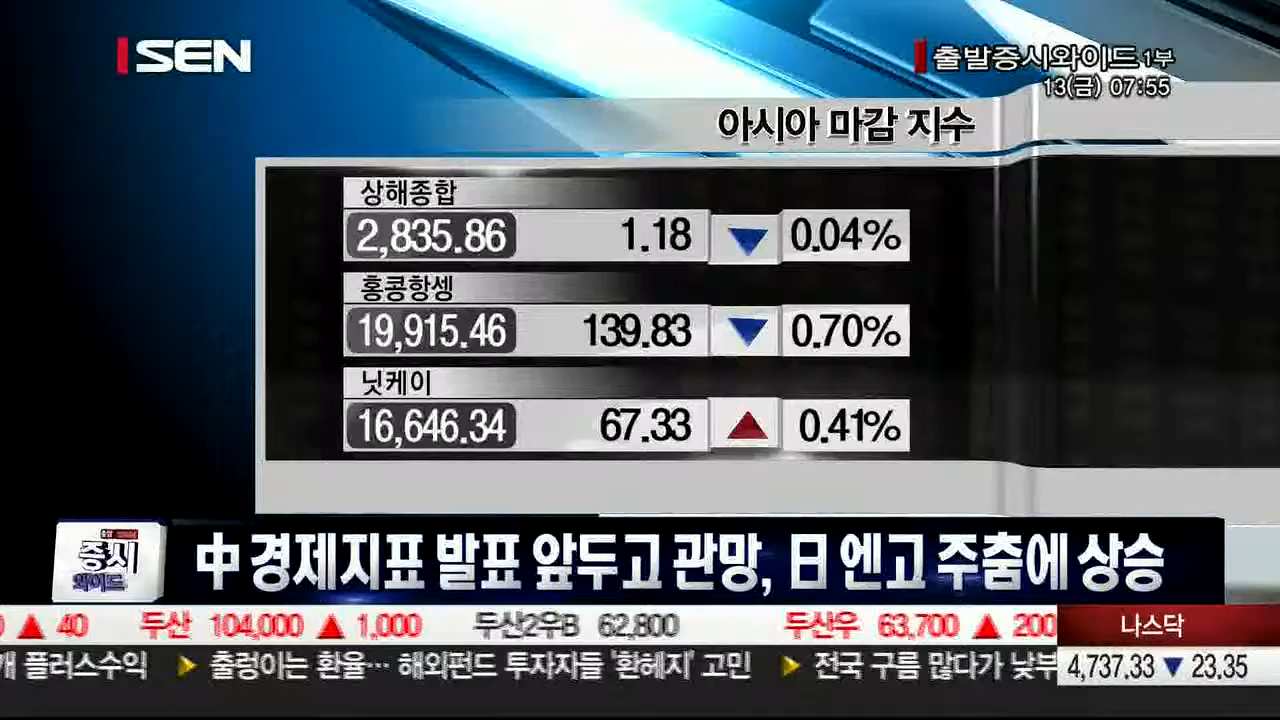 SEN
출발증시와이드 1부
13(금) 07:55
아시아 마감 지수
상해종합
2,835.86 1.18 ▼ 0.04%
홍콩항셍
19,915.46 139.83 ▼ 0.70%
닛케이
16,646.34 67.33 ▲ 0.41%
증시
와이드
中 경제지표 발표 앞두고 관망, 日 엔고 주춤에 상승
▲ 40 두산 104,000 ▲ 1,000 두산2우B 62,800 두산우 63,700 ▲ 200
나스닥
플러스수익 ▶ 출렁이는 환율… 해외펀드 투자자들 '환헤지' 고민 ▶ 전국 구름 많다가 낮부
4,737.33 ▼ 23.35